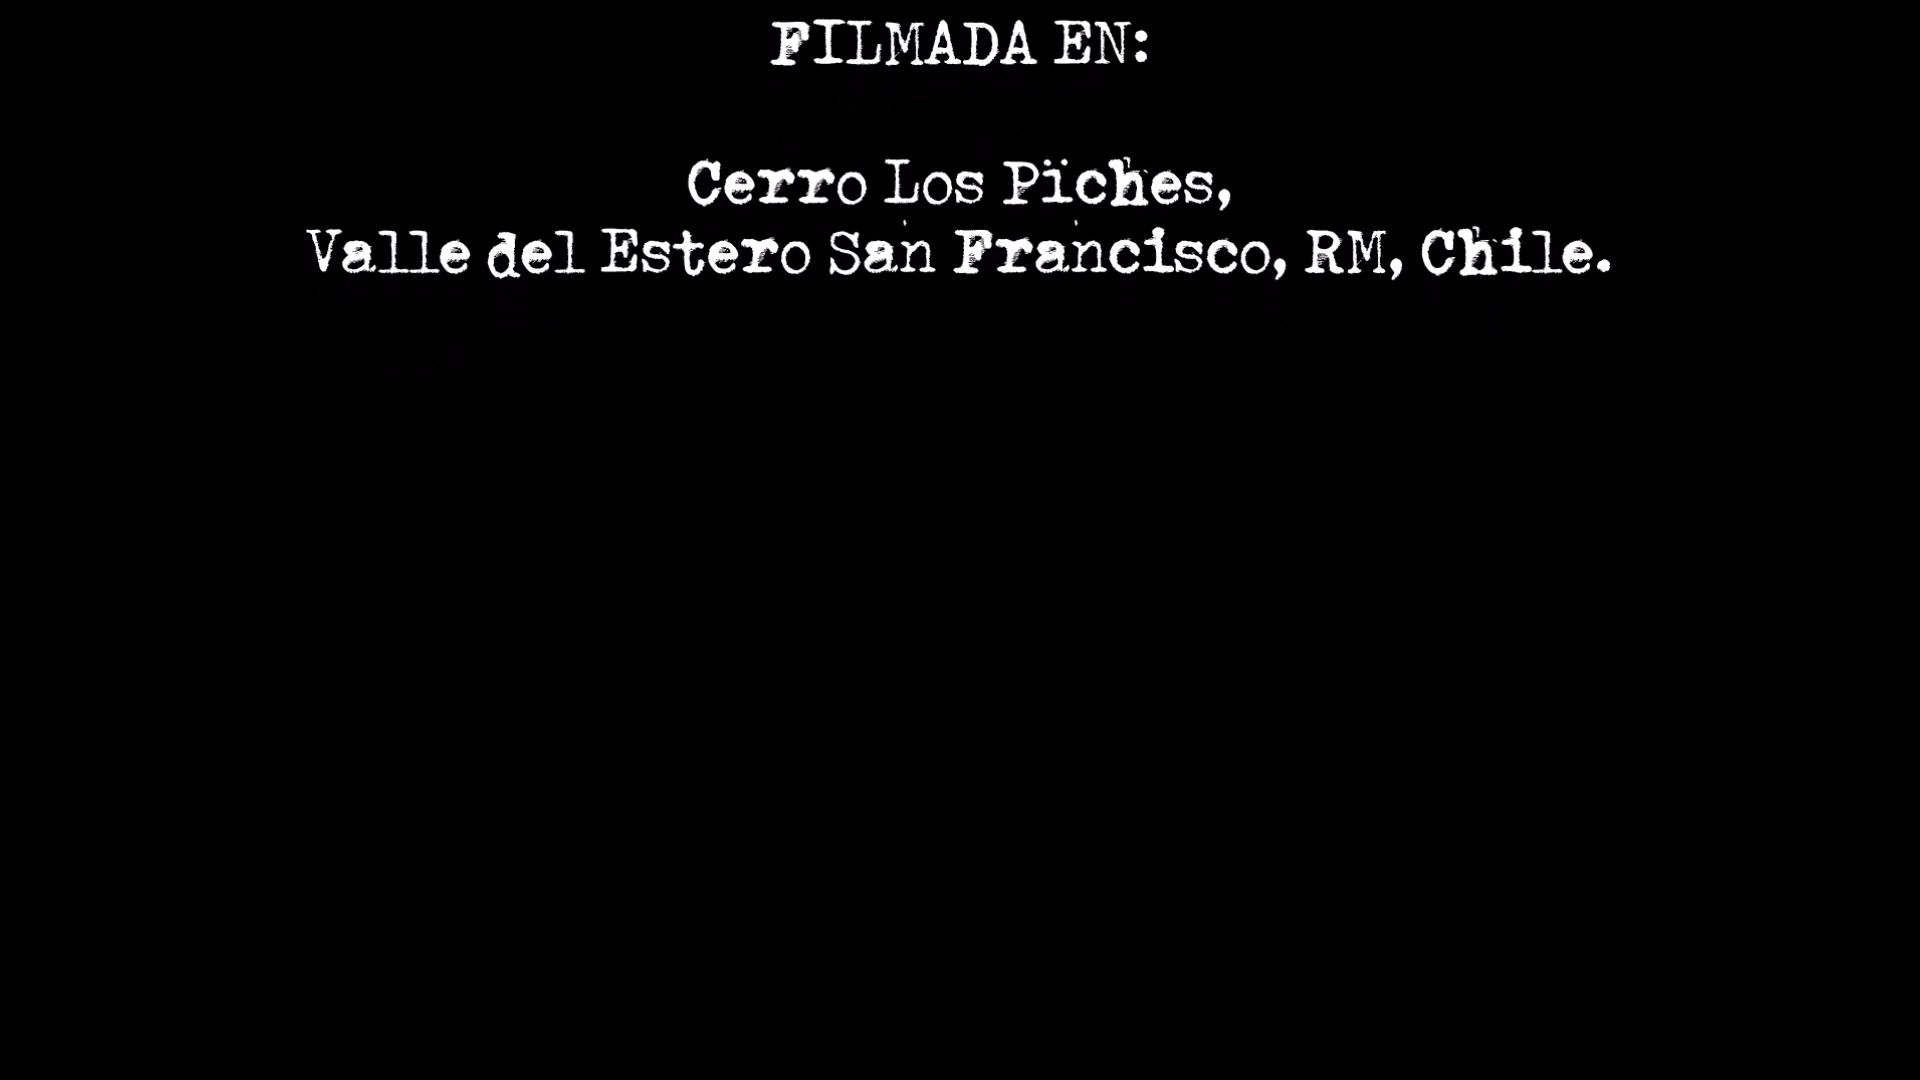 FILMADA EN:
Cerro Los Piches,
Valle del Estero San Francisco, RM, Chile.